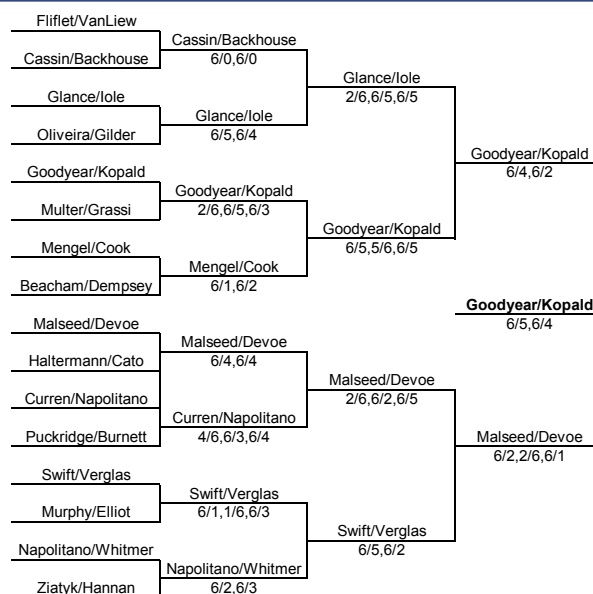 Fliflet/VanLiew
Cassin/Backhouse
Glance/Iole
Oliveira/Gilder
Goodyear/Kopald
Multer/Grassi
Mengel/Cook
Beacham/Dempsey
Malseed/Devoe
Haltermann/Cato
Curren/Napolitano
Puckridge/Burnett
Swift/Verglas
Murphy/Elliot
Napolitano/Whitmer
Ziatyk/Hannan
Cassin/Backhouse
6/0,6/0
Glance/Iole
6/5,6/4
Goodyear/Kopald
2/6,6/5,6/3
Mengel/Cook
6/1,6/2
Malseed/Devoe
6/4,6/4
Curren/Napolitano
4/6,6/3,6/4
Swift/Verglas
6/1,1/6,6/3
Napolitano/Whitmer
6/2,6/3
Glance/Iole
2/6,6/5,6/5
Goodyear/Kopald
6/5,5/6,6/5
Malseed/Devoe
2/6,6/2,6/5
Swift/Verglas
6/5,6/2
Goodyear/Kopald
6/4,6/2
Goodyear/Kopald
6/5,6/4
Malseed/Devoe
6/2,2/6,6/1